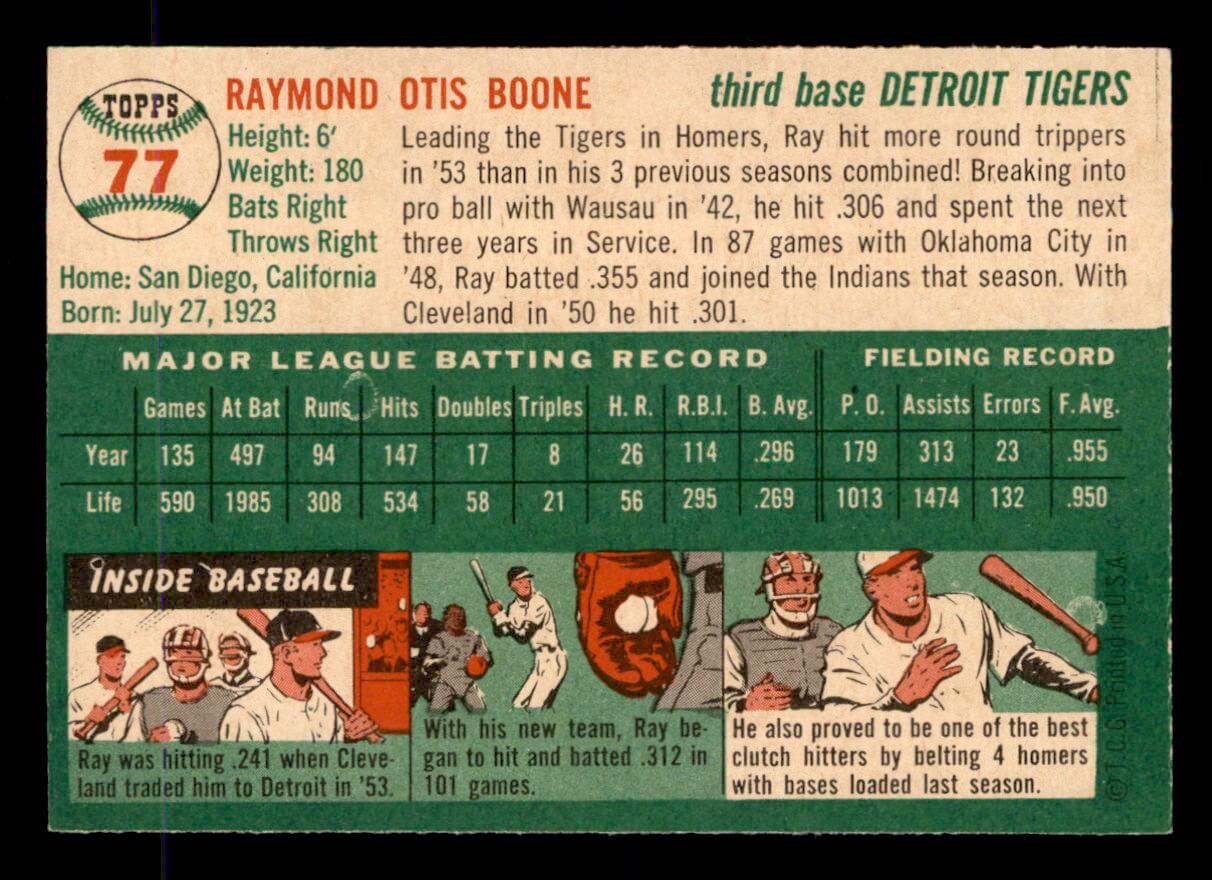 TOPPS
77
RAYMOND OTIS BOONE
third base DETROIT TIGERS
Height: 6'
Weight: 180
Bats Right
Throws Right
Home: San Diego, California
Born: July 27, 1923
Leading the Tigers in Homers, Ray hit more round trippers
in '53 than in his 3 previous seasons combined! Breaking into
pro ball with Wausau in '42, he hit .306 and spent the next
three years in Service. In 87 games with Oklahoma City in
'48, Ray batted .355 and joined the Indians that season. With
Cleveland in '50 he hit .301.
MAJOR LEAGUE BATTING RECORD FIELDING RECORD
Games At Bat Runs Hits Doubles Triples H. R. R.B.I. B. Avg. P. O. Assists Errors F. Avg.
Year 135 497 94 147 17 8 26 114 .296 179 313 23 .955
Life 590 1985 308 534 58 21 56 295 .269 1013 1474 132 .950
INSIDE BASEBALL
Ray was hitting .241 when Cleve-
land traded him to Detroit in '53.
With his new team, Ray be-
gan to hit and batted .312 in
101 games.
He also proved to be one of the best
clutch hitters by belting 4 homers
with bases loaded last season.
© T.C.G. Printed in U.S.A.